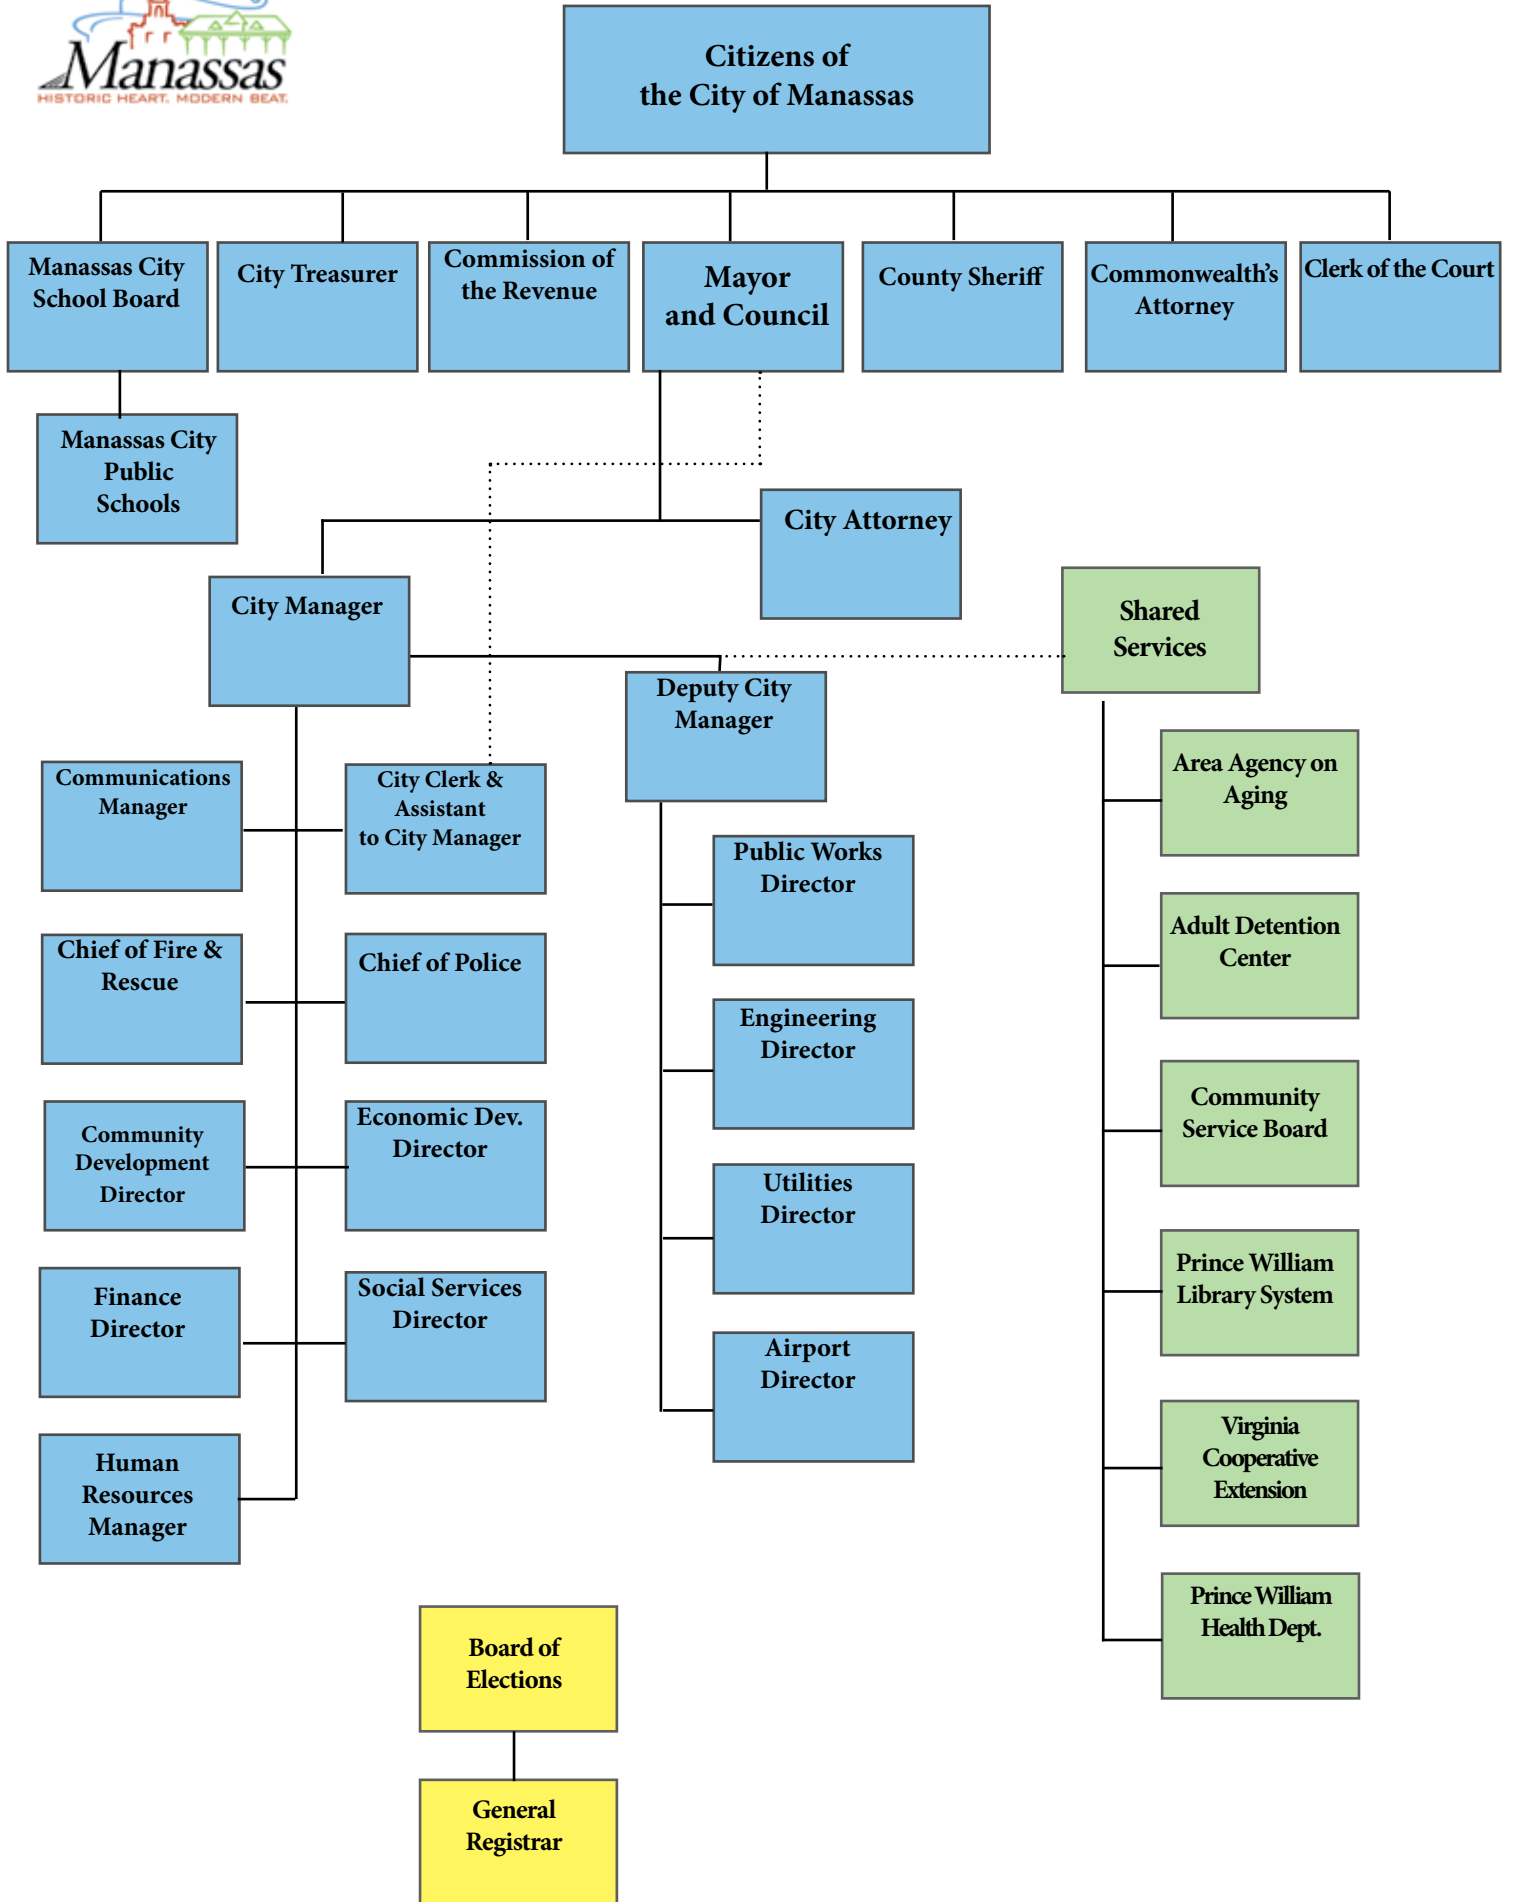 Manassas
HISTORIC HEART. MODERN BEAT.
Citizens of
the City of Manassas
Manassas City
School Board
City Treasurer
Commission of
the Revenue
Mayor
and Council
County Sheriff
Commonwealth’s
Attorney
Clerk of the Court
Manassas City
Public
Schools
City Attorney
City Manager
Shared
Services
Deputy City
Manager
Communications
Manager
City Clerk &
Assistant
to City Manager
Area Agency on
Aging
Public Works
Director
Adult Detention
Center
Chief of Fire &
Rescue
Chief of Police
Engineering
Director
Community
Service Board
Community
Development
Director
Economic Dev.
Director
Utilities
Director
Prince William
Library System
Finance
Director
Social Services
Director
Airport
Director
Virginia
Cooperative
Extension
Human
Resources
Manager
Prince William
Health Dept.
Board of
Elections
General
Registrar